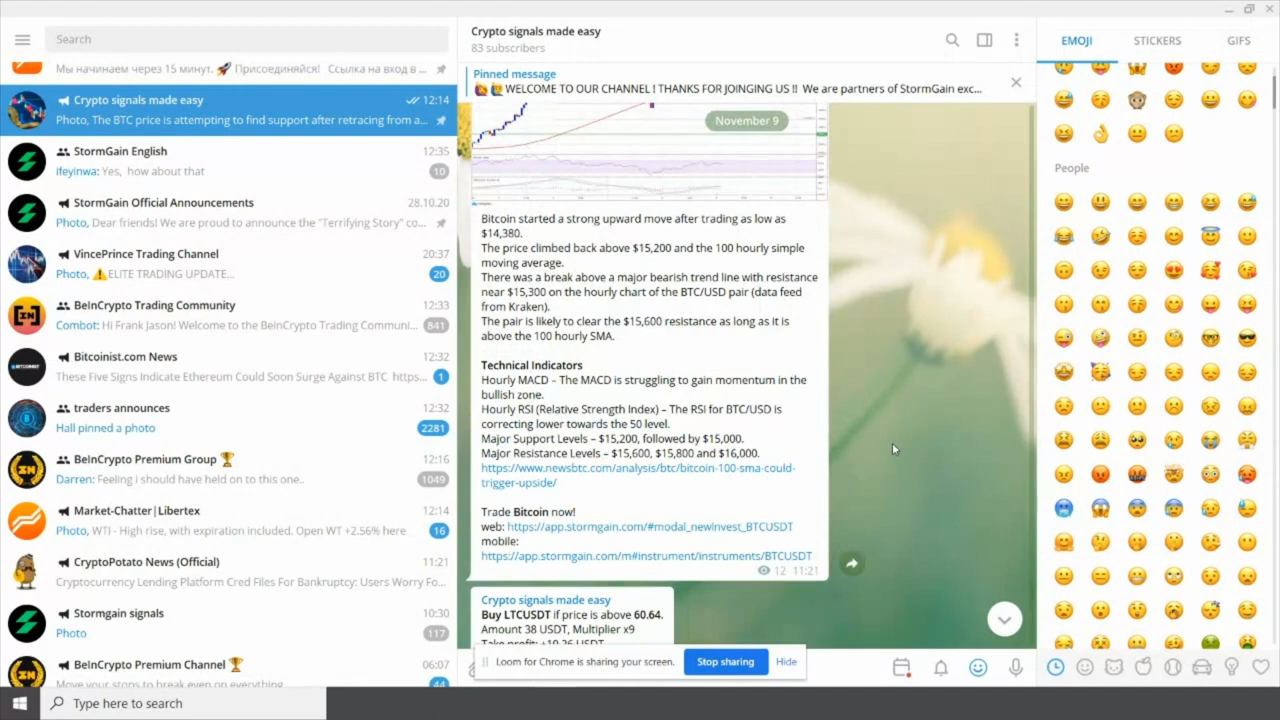 Search
Мы начинаем через 15 минут. 🚀 Присоединяйся! Ссылка на вход в ...
Crypto signals made easy
12:14
Photo, The BTC price is attempting to find support after retracing from a...
StormGain English
12:35
Ifeyinwa: Yes, how about that
10
StormGain Official Announcements
28.10.20
Photo, Dear friends! We are proud to announce the "Terrifying Story" co...
VincePrince Trading Channel
20:37
Photo, ⚠️ELITE TRADING UPDATE...
20
BeInCrypto Trading Community
12:33
Combot: Hi Frank Jason! Welcome to the BeInCrypto Trading Communi...
841
Bitcoinist.com News
12:32
These Five Signs Indicate Ethereum Could Soon Surge Against BTC https...
1
traders announces
12:32
Hall pinned a photo
2281
BeInCrypto Premium Group 🏆
12:16
Darren: Feeling i should have held on to this one..
1049
Market-Chatter|Libertex
12:14
Photo, WTI - High rise, with expiration included. Open WT +2.56% here
16
CryptoPotato News (Official)
11:21
Cryptocurrency Lending Platform Cred Files For Bankruptcy: Users Worry Fo...
Stormgain signals
10:30
Photo
117
BeInCrypto Premium Channel 🏆
06:07
Move your stops to break even on everything
44
Crypto signals made easy
83 subscribers
Pinned message
WELCOME TO OUR CHANNEL ! THANKS FOR JOINGING US !! We are partners of StormGain exc...
November 9
Bitcoin started a strong upward move after trading as low as
$14,380.
The price climbed back above $15,200 and the 100 hourly simple
moving average.
There was a break above a major bearish trend line with resistance
near $15,300 on the hourly chart of the BTC/USD pair (data feed
from Kraken).
The pair is likely to clear the $15,600 resistance as long as it is
above the 100 hourly SMA.
Technical Indicators
Hourly MACD – The MACD is struggling to gain momentum in the
bullish zone.
Hourly RSI (Relative Strength Index) – The RSI for BTC/USD is
correcting lower towards the 50 level.
Major Support Levels – $15,200, followed by $15,000.
Major Resistance Levels – $15,600, $15,800 and $16,000.
https://www.newsbtc.com/analysis/btc/bitcoin-100-sma-could-
trigger-upside/
Trade Bitcoin now!
web: https://app.stormgain.com/#modal_newInvest_BTCUSDT
mobile:
https://app.stormgain.com/m#instrument/instruments/BTCUSDT
12 11:21
Crypto signals made easy
Buy LTCUSDT if price is above 60.64.
Amount 38 USDT, Multiplier x9
Take profit: +19.26 USDT
Loom for Chrome is sharing your screen.
Stop sharing
Hide
EMOJI
STICKERS
GIFS
People
Type here to search